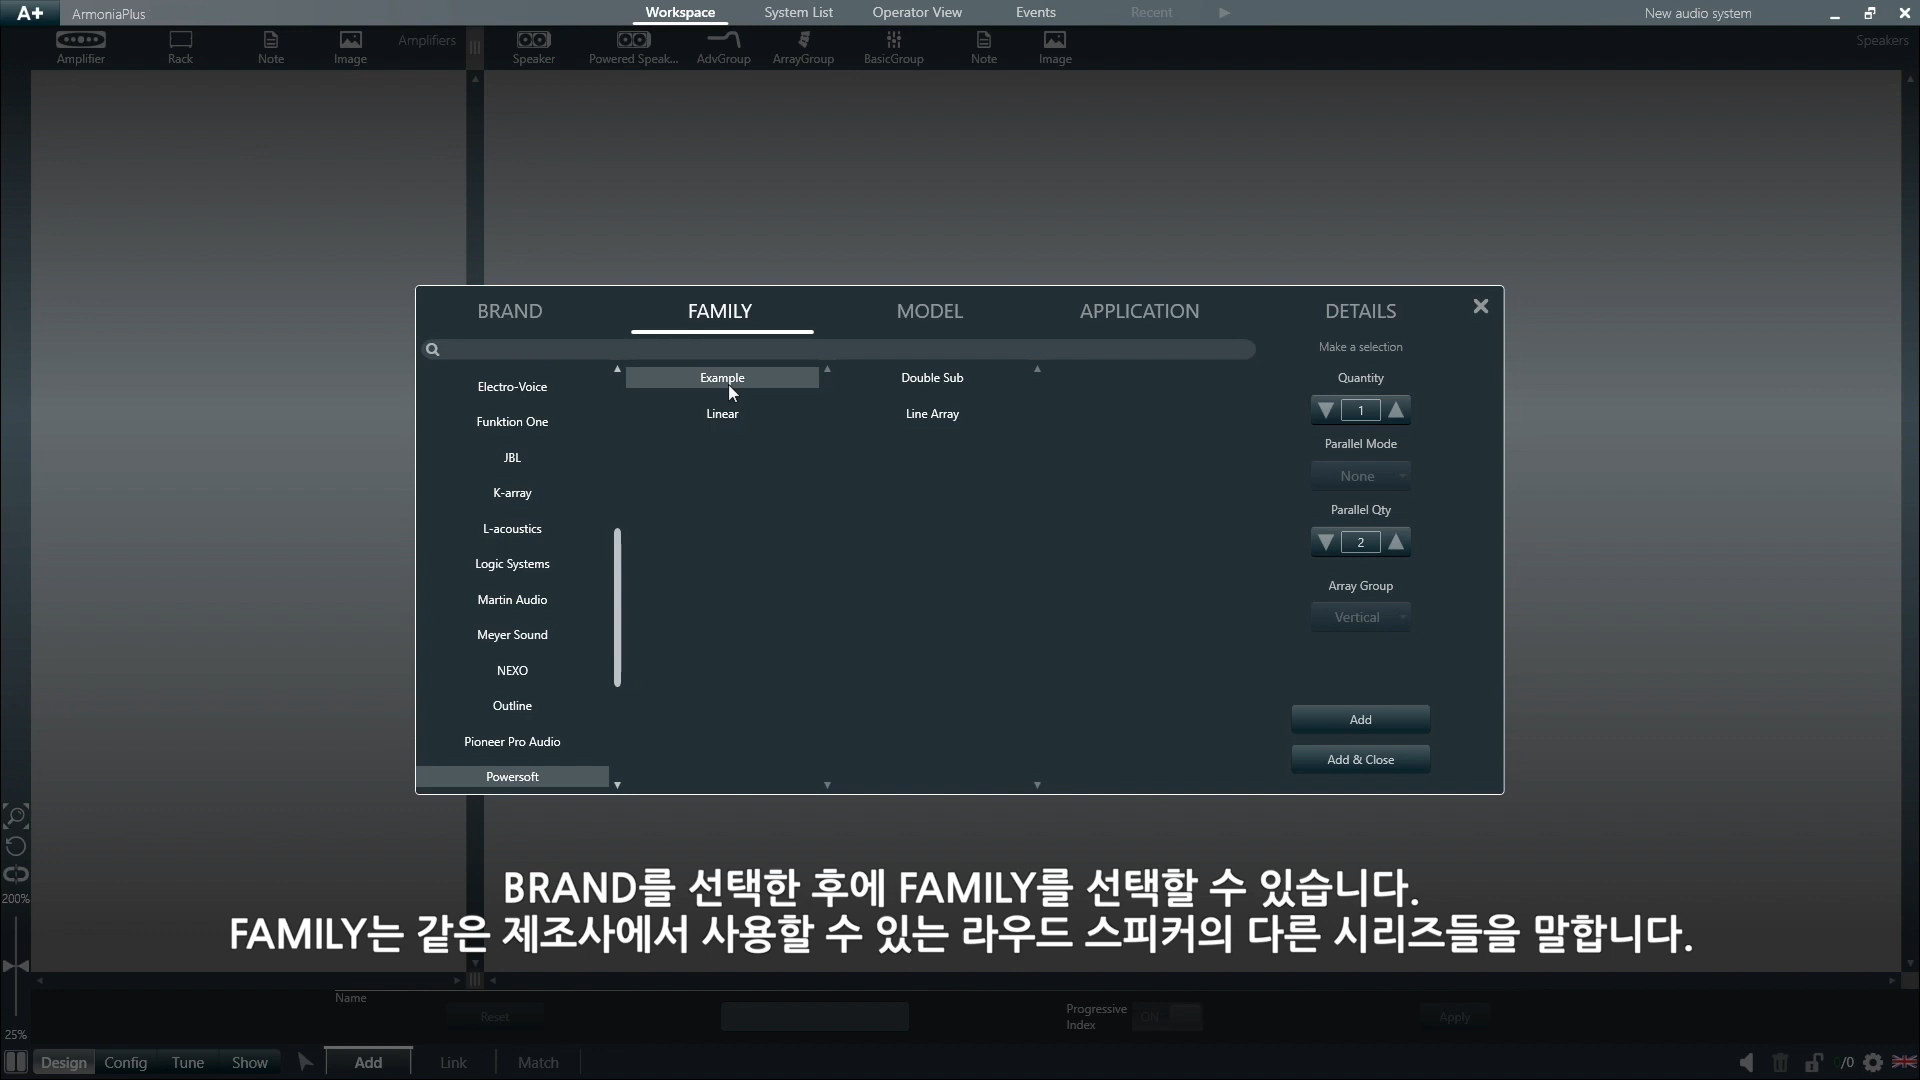 A+ ArmoniaPlus Workspace System List Operator View Events Recent New audio system
Amplifier Rack Note Image Amplifiers Speaker Powered Speak... AdvGroup ArrayGroup BasicGroup Note Image Speakers
BRAND FAMILY MODEL APPLICATION DETAILS
Make a selection
Electro-Voice
Funktion One
JBL
K-array
L-acoustics
Logic Systems
Martin Audio
Meyer Sound
NEXO
Outline
Pioneer Pro Audio
Powersoft
Example
Linear
Double Sub
Line Array
Quantity
1
Parallel Mode
None
Parallel Qty
2
Array Group
Vertical
Add
Add & Close
200%
BRAND를 선택한 후에 FAMILY를 선택할 수 있습니다.
FAMILY는 같은 제조사에서 사용할 수 있는 라우드 스피커의 다른 시리즈들을 말합니다.
Name
Reset
Progressive
Index
ON
Apply
25%
Design Config Tune Show Add Link Match /0